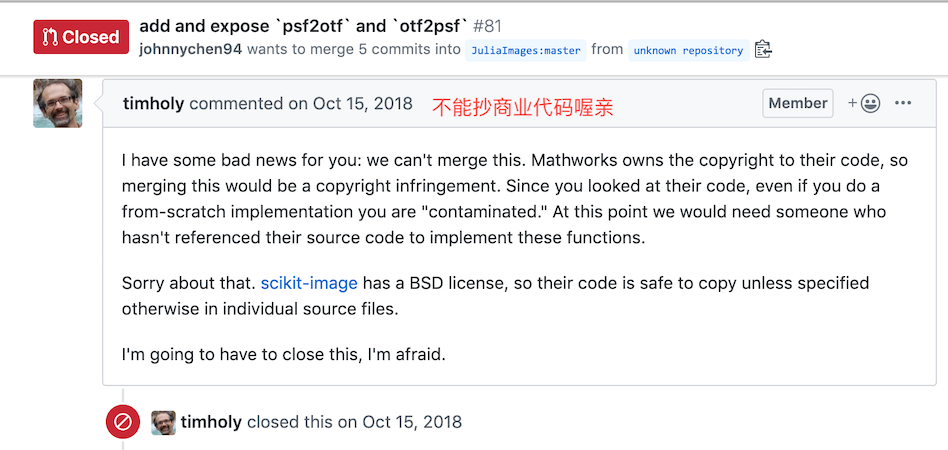 Closed
add and expose `psf2otf` and `otf2psf` #81
johnnychen94 wants to merge 5 commits into JuliaImages:master from unknown repository
timholy commented on Oct 15, 2018 不能抄商业代码喔亲 Member
I have some bad news for you: we can't merge this. Mathworks owns the copyright to their code, so
merging this would be a copyright infringement. Since you looked at their code, even if you do a
from-scratch implementation you are "contaminated." At this point we would need someone who
hasn't referenced their source code to implement these functions.
Sorry about that. scikit-image has a BSD license, so their code is safe to copy unless specified
otherwise in individual source files.
I'm going to have to close this, I'm afraid.
timholy closed this on Oct 15, 2018